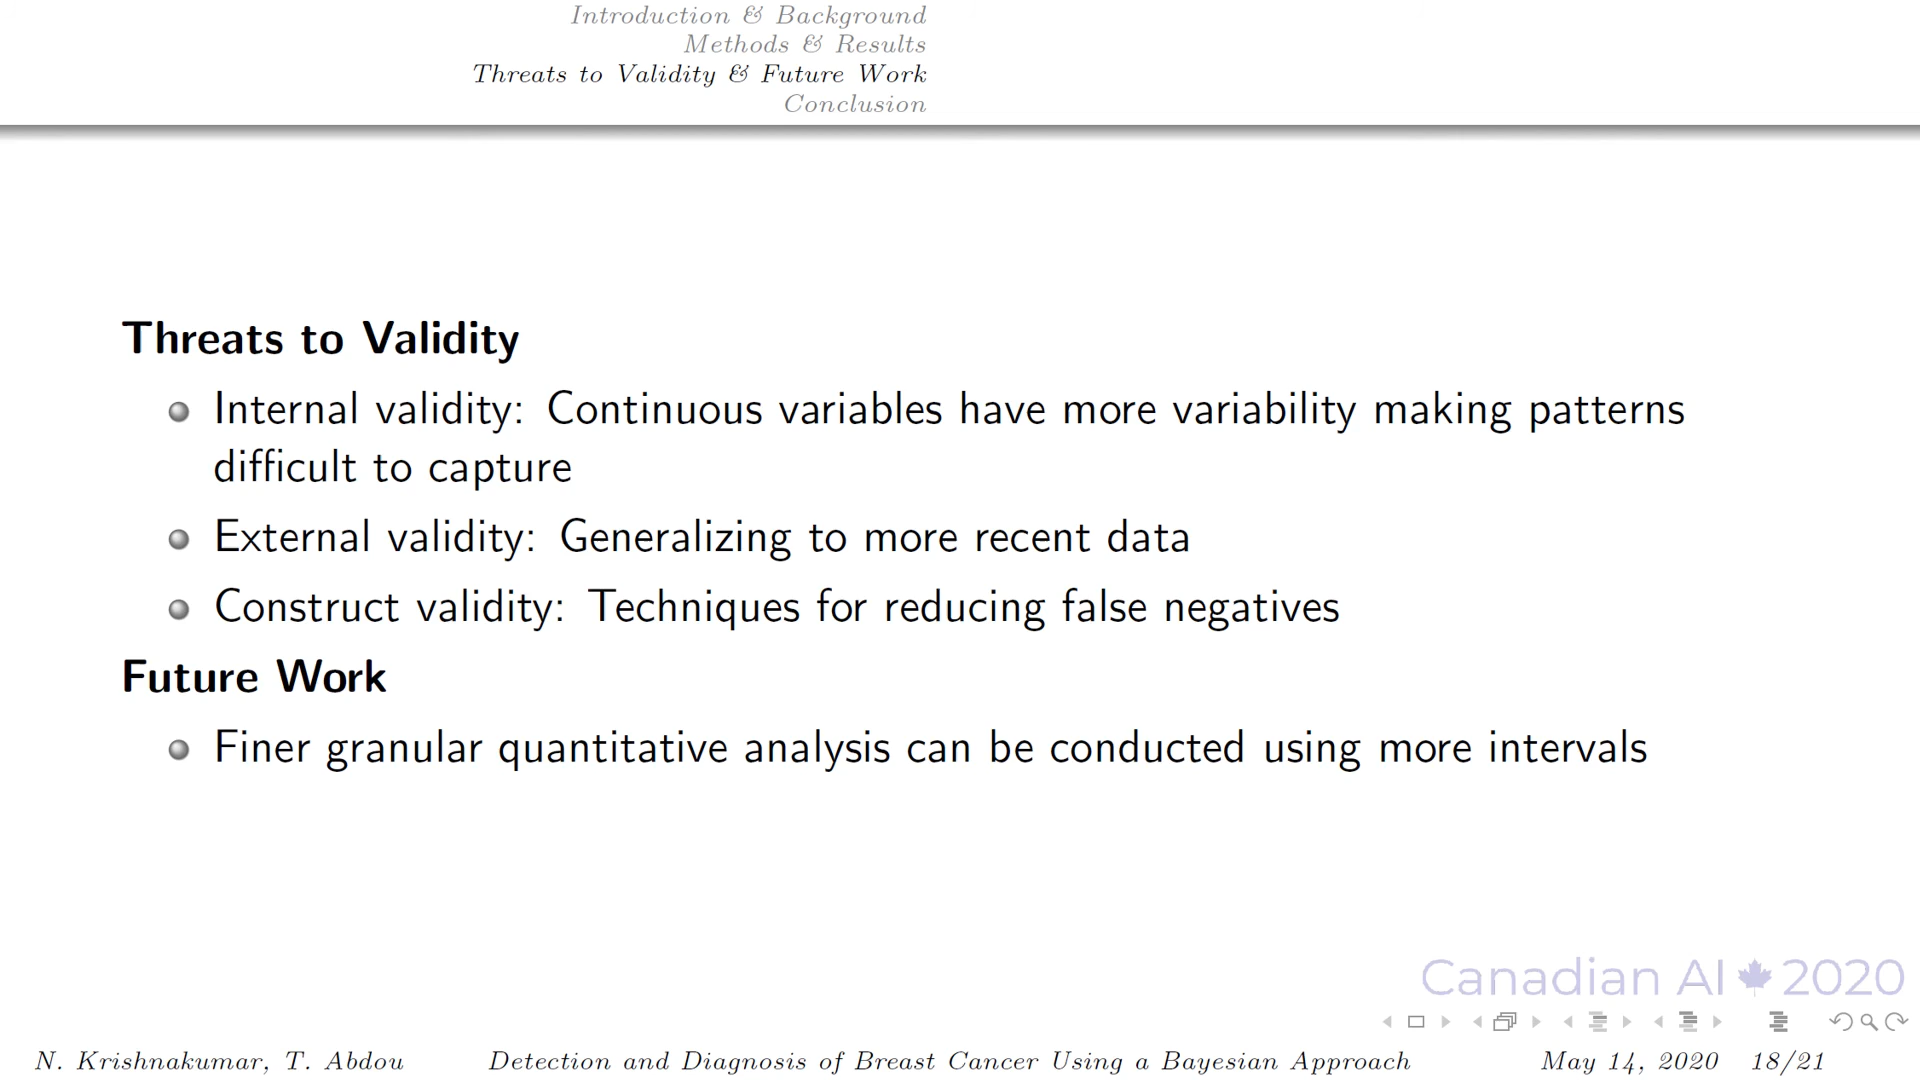 Introduction & Background
Methods & Results
Threats to Validity & Future Work
Conclusion
Threats to Validity
Internal validity: Continuous variables have more variability making patterns
difficult to capture
External validity: Generalizing to more recent data
Construct validity: Techniques for reducing false negatives
Future Work
Finer granular quantitative analysis can be conducted using more intervals
Canadian AI 2020
N. Krishnakumar, T. Abdou Detection and Diagnosis of Breast Cancer Using a Bayesian Approach May 14, 2020 18/21